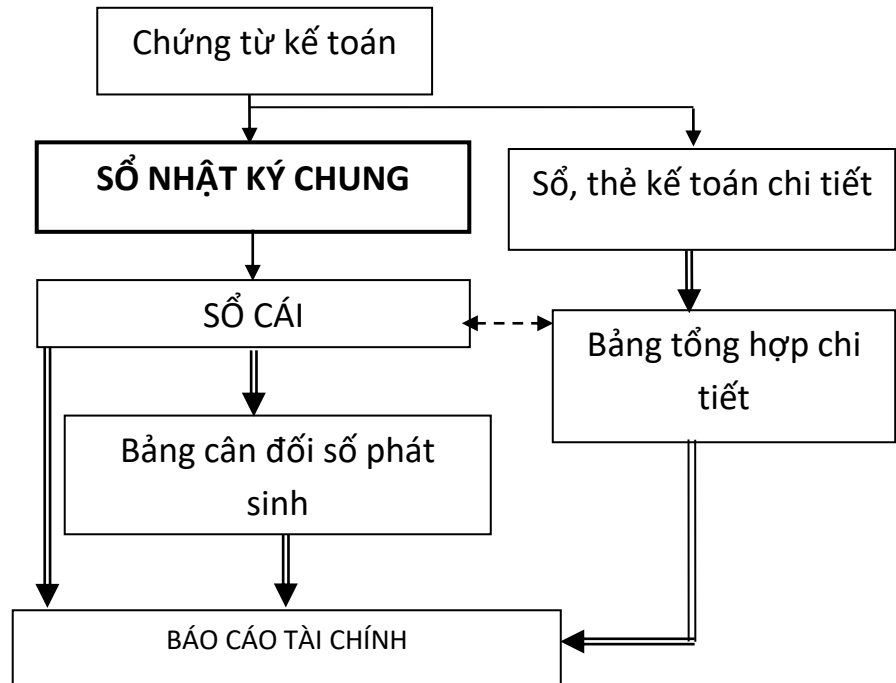 Chứng từ kế toán
SỔ NHẬT KÝ CHUNG
Sổ, thẻ kế toán chi tiết
SỔ CÁI
Bảng tổng hợp chi
tiết
Bảng cân đối số phát
sinh
BÁO CÁO TÀI CHÍNH